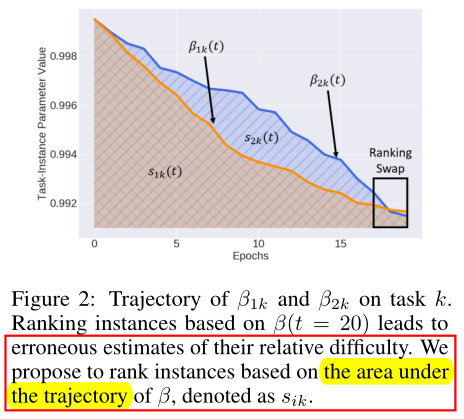 0.998
0.996
0.994
0.992
Task-Instance Parameter Value
β1k(t)
β2k(t)
s2k(t)
s1k(t)
Ranking
Swap
0
5
10
15
Epochs
Figure 2: Trajectory of β1k and β2k on task k.
Ranking instances based on β(t = 20) leads to
erroneous estimates of their relative difficulty. We
propose to rank instances based on the area under
the trajectory of β, denoted as sik.